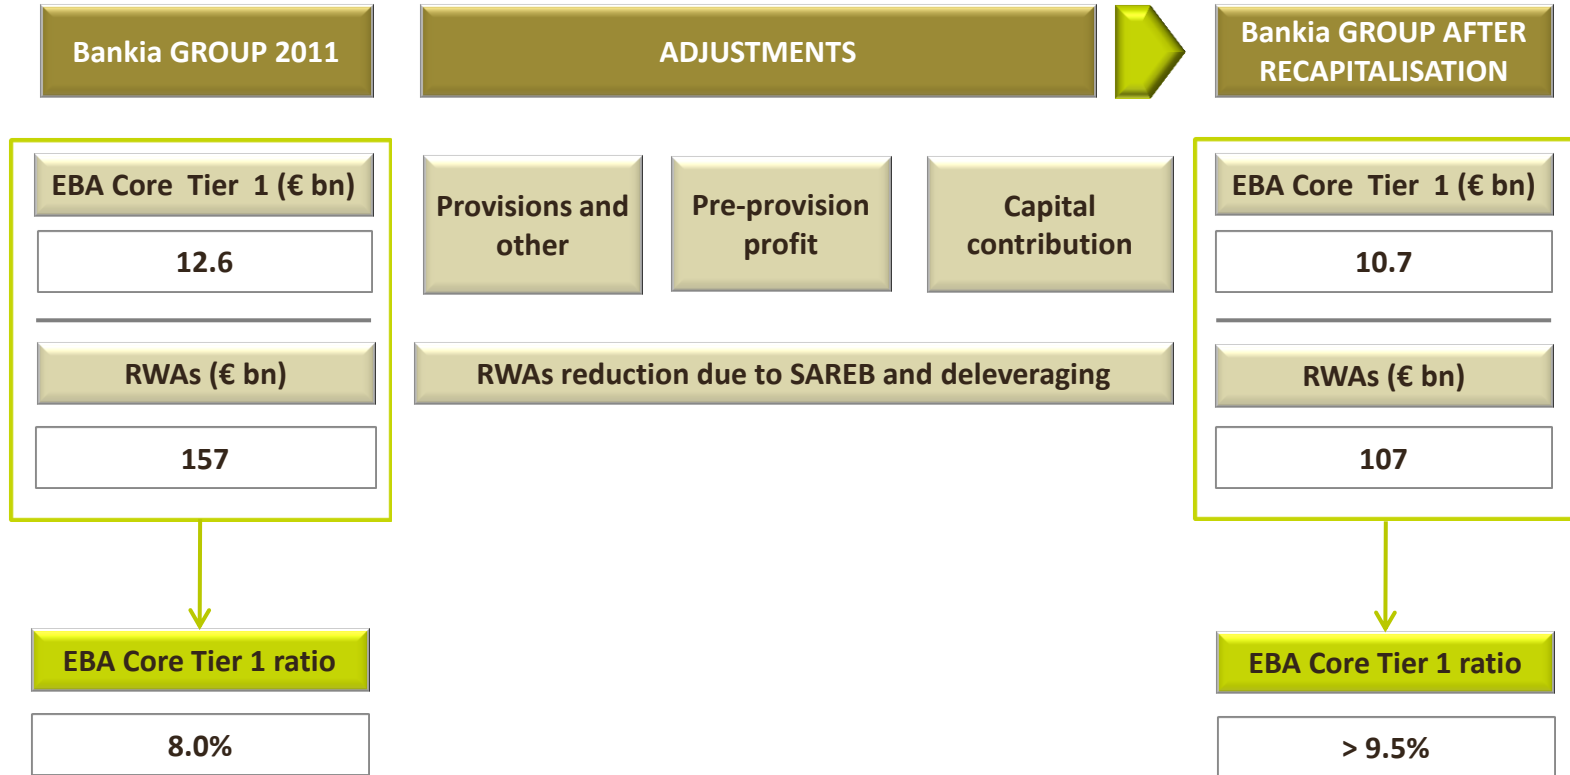 Bankia GROUP 2011
ADJUSTMENTS
Bankia GROUP AFTER
RECAPITALISATION
EBA Core Tier 1 (€ bn)
12.6
RWAs (€ bn)
157
Provisions and
other
Pre-provision
profit
Capital
contribution
RWAs reduction due to SAREB and deleveraging
EBA Core Tier 1 (€ bn)
10.7
RWAs (€ bn)
107
EBA Core Tier 1 ratio
8.0%
EBA Core Tier 1 ratio
> 9.5%